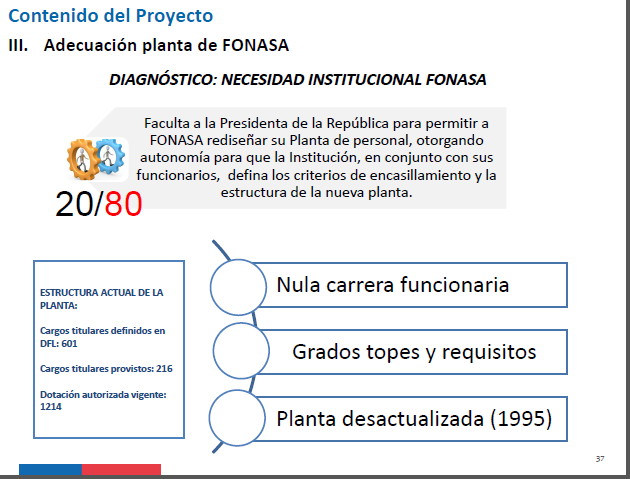 Contenido del Proyecto
III. Adecuación planta de FONASA
DIAGNÓSTICO: NECESIDAD INSTITUCIONAL FONASA
Faculta a la Presidenta de la República para permitir a
FONASA rediseñar su Planta de personal, otorgando
autonomía para que la Institución, en conjunto con sus
funcionarios, defina los criterios de encasillamiento y la
estructura de la nueva planta.
20/80
ESTRUCTURA ACTUAL DE LA
PLANTA:
Cargos titulares definidos en
DFL: 601
Cargos titulares provistos: 216
Dotación autorizada vigente:
1214
Nula carrera funcionaria
Grados topes y requisitos
Planta desactualizada (1995)
37